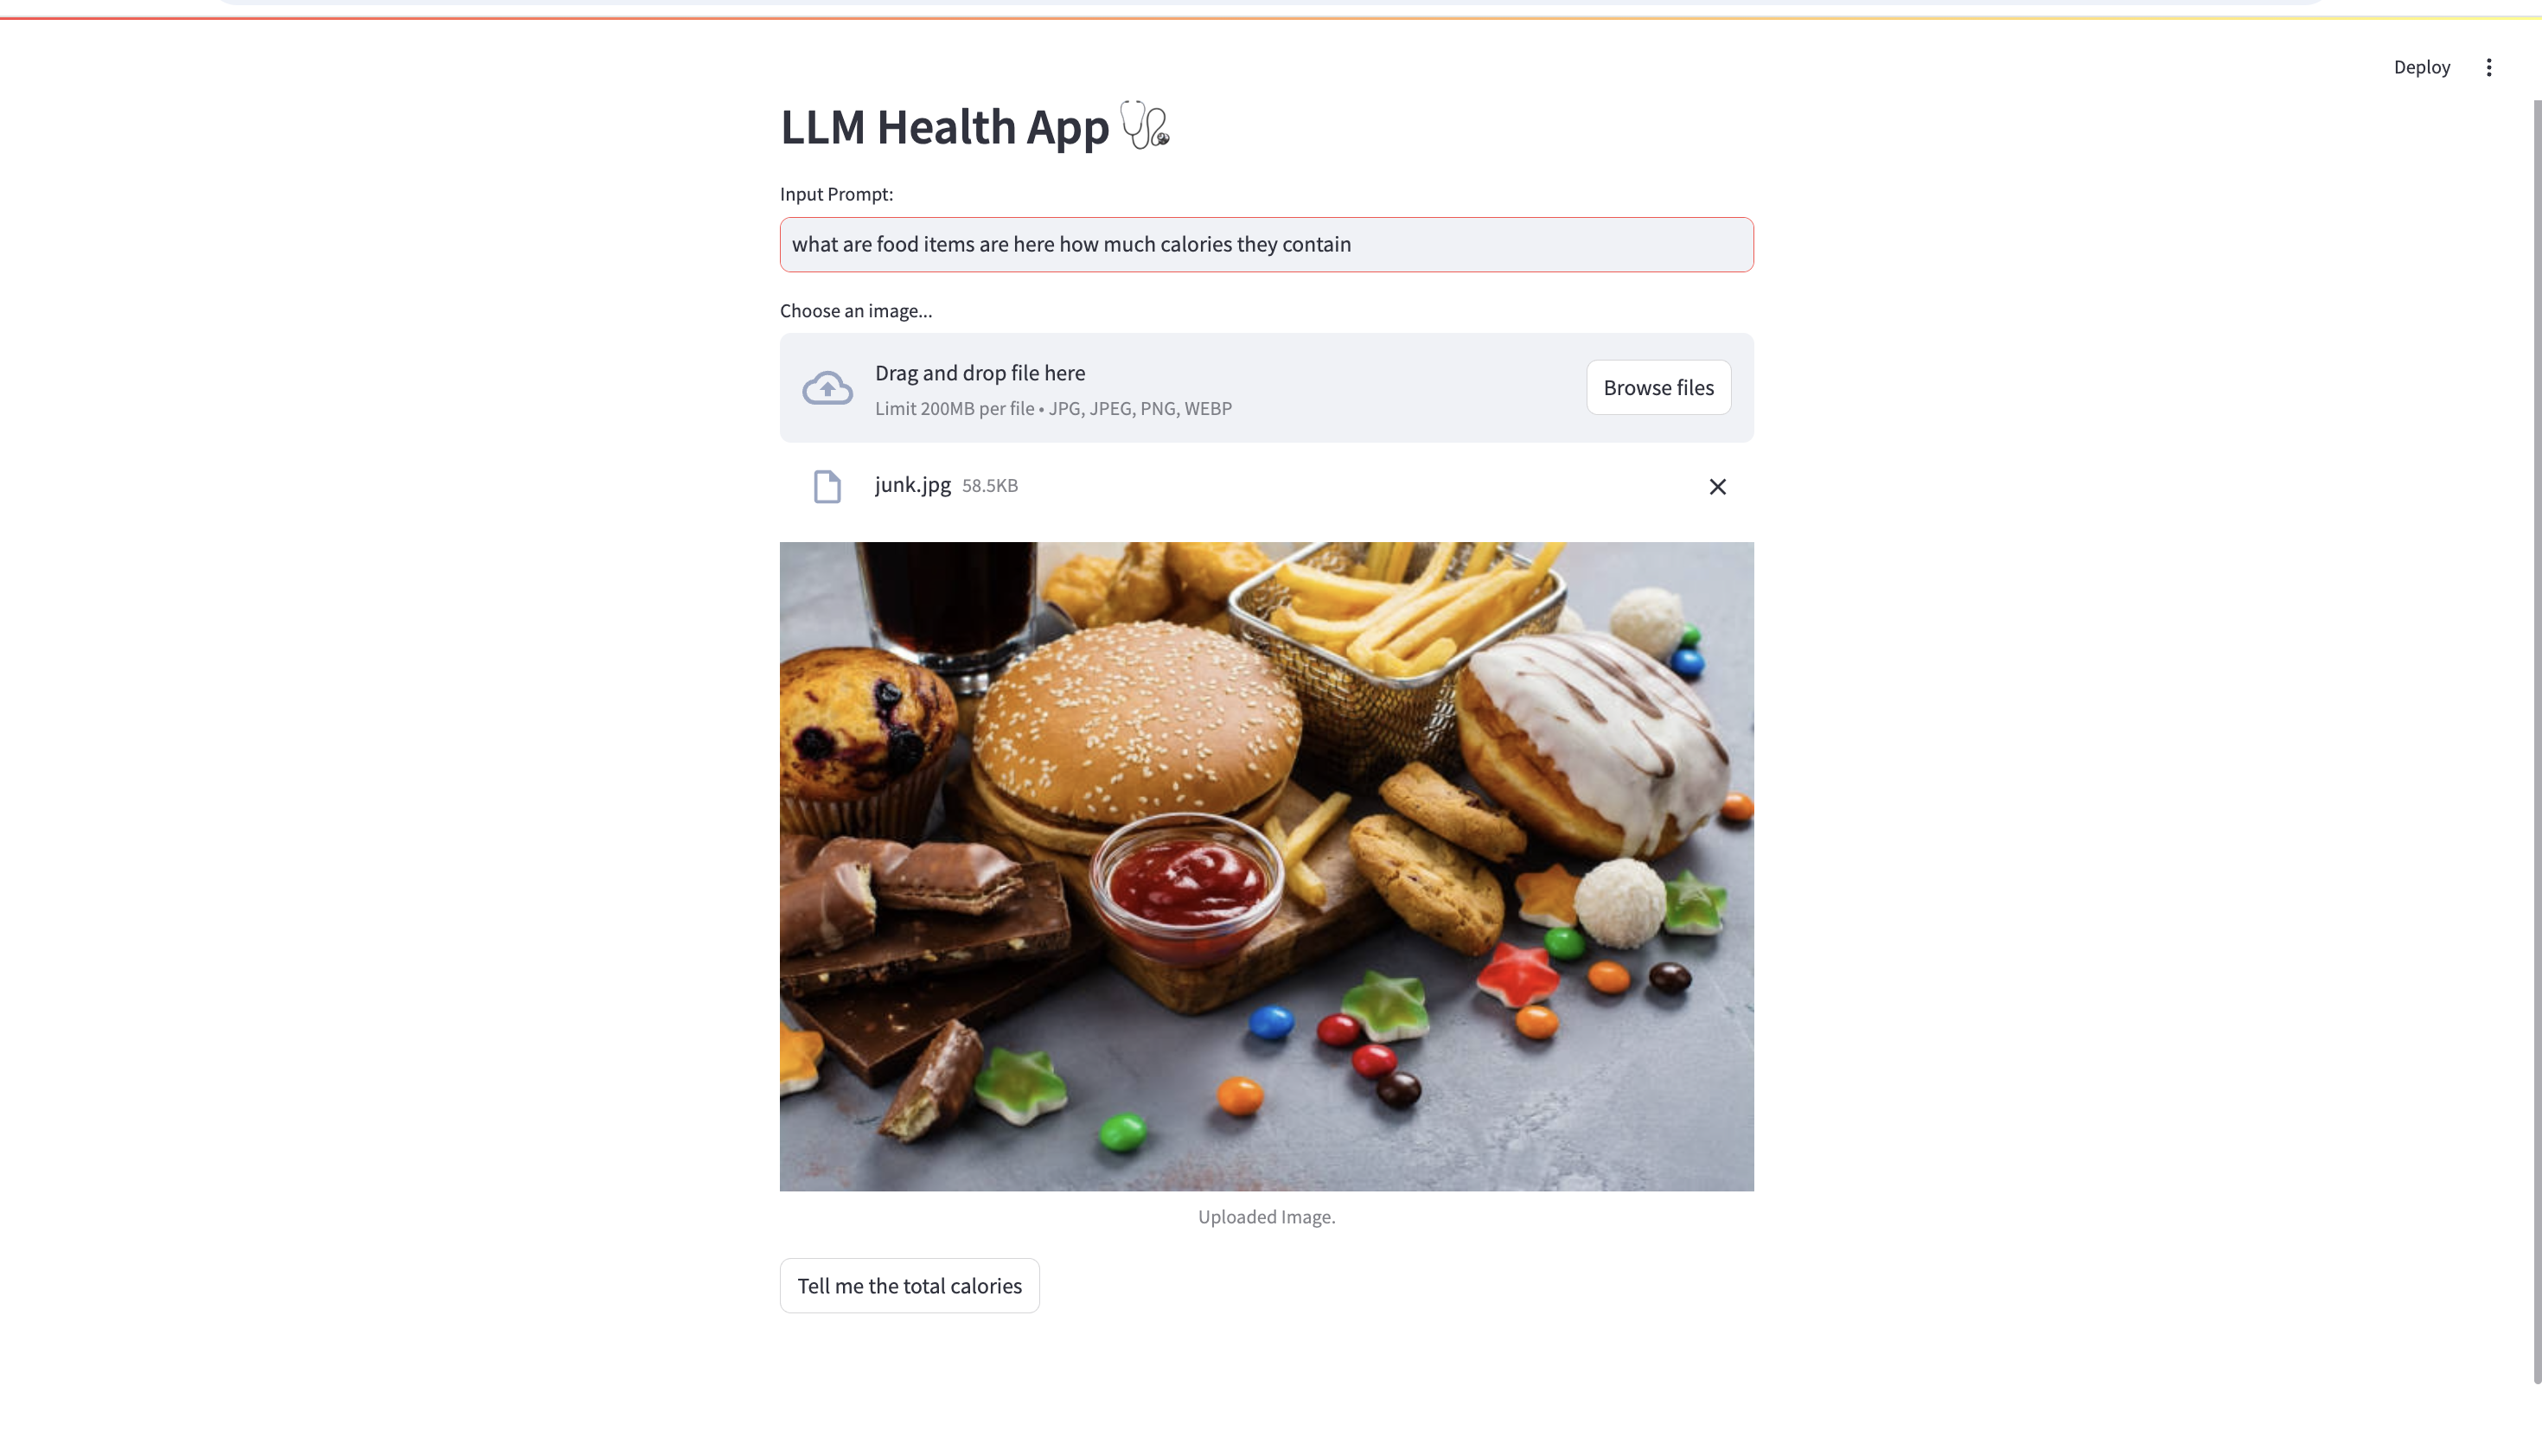 Deploy
LLM Health App
Input Prompt:
what are food items are here how much calories they contain
Choose an image...
Drag and drop file here
Limit 200MB per file • JPG, JPEG, PNG, WEBP
Browse files
junk.jpg 58.5KB
Uploaded Image.
Tell me the total calories